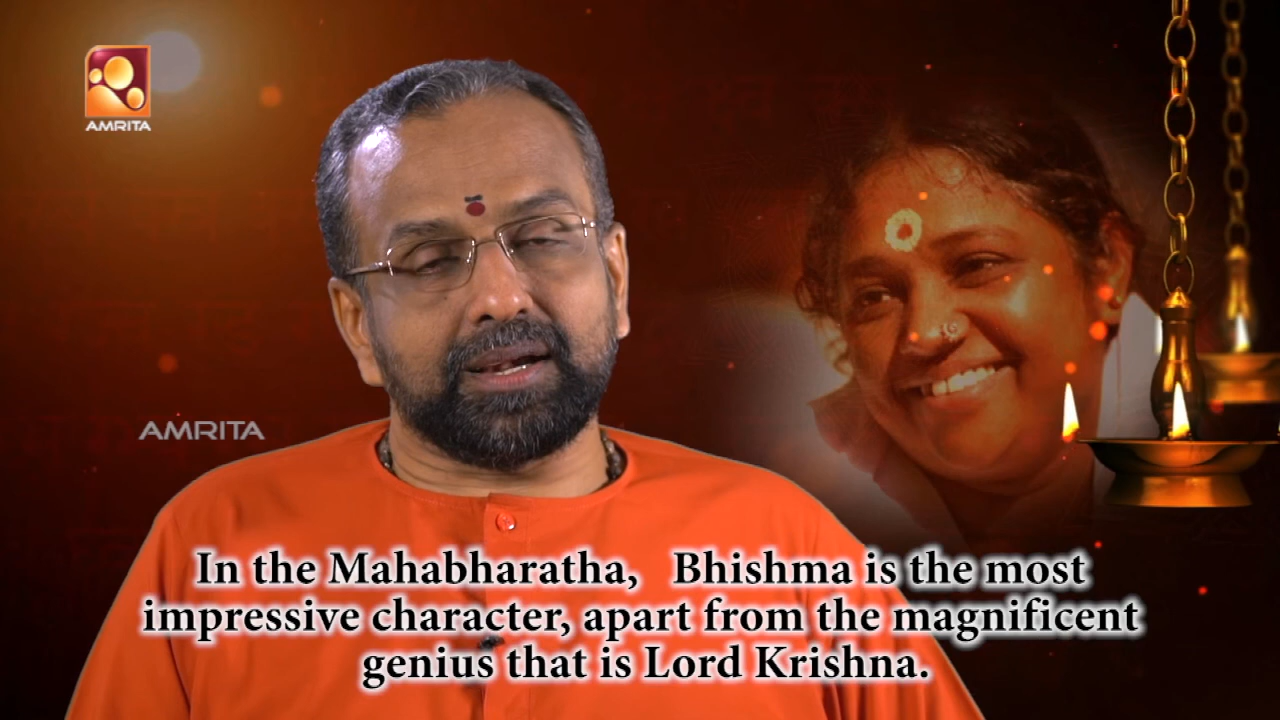 AMRITA
AMRITA
In the Mahabharatha, Bhishma is the most
impressive character, apart from the magnificent
genius that is Lord Krishna.